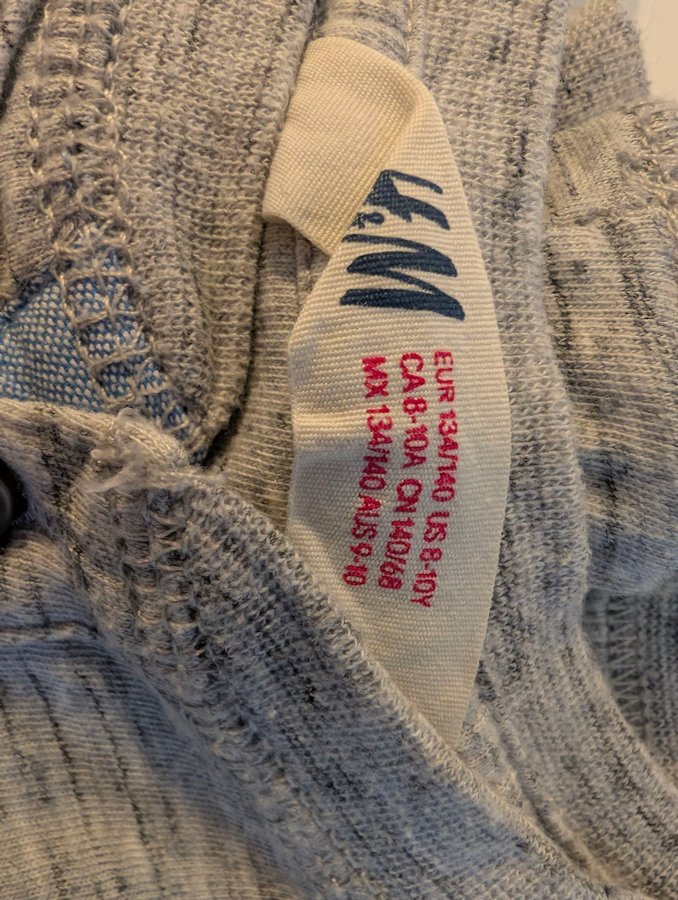 H&M
EUR 134/140 US 8-10Y
CA 8-10A CN 140/68
MX 134/140 AUS 9-10